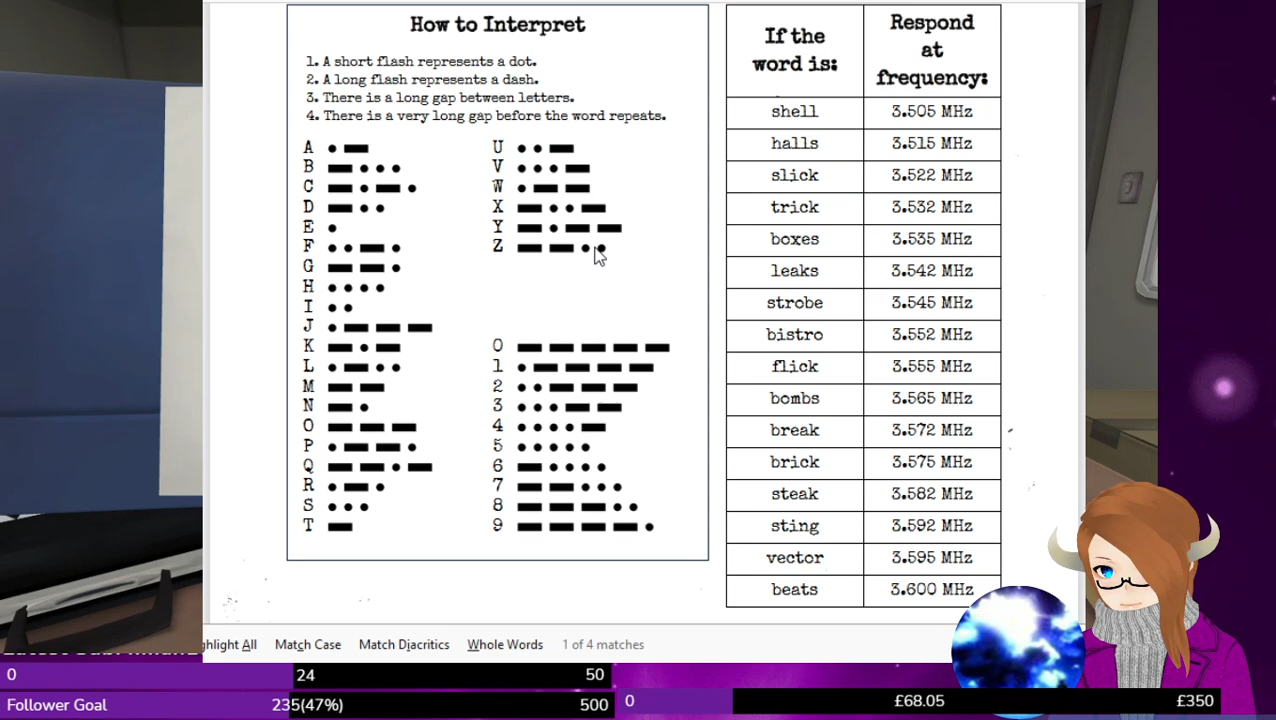 How to Interpret
1. A short flash represents a dot.
2. A long flash represents a dash.
3. There is a long gap between letters.
4. There is a very long gap before the word repeats.
A
B
C
D
E
F
G
H
I
J
K
L
M
N
O
P
Q
R
S
T
U
V
W
X
Y
Z
0
1
2
3
4
5
6
7
8
9
If the word is: Respond at frequency:
shell 3.505 MHz
halls 3.515 MHz
slick 3.522 MHz
trick 3.532 MHz
boxes 3.535 MHz
leaks 3.542 MHz
strobe 3.545 MHz
bistro 3.552 MHz
flick 3.555 MHz
bombs 3.565 MHz
break 3.572 MHz
brick 3.575 MHz
steak 3.582 MHz
sting 3.592 MHz
vector 3.595 MHz
beats 3.600 MHz
ghlight All Match Case Match Diacritics Whole Words 1 of 4 matches
0 24 50
Follower Goal 235(47%) 500
0 £68.05 £350